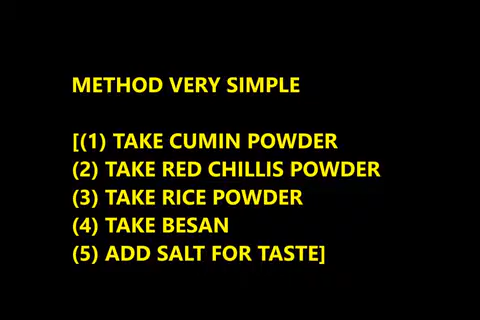 METHOD VERY SIMPLE
[(1) TAKE CUMIN POWDER
(2) TAKE RED CHILLIS POWDER
(3) TAKE RICE POWDER
(4) TAKE BESAN
(5) ADD SALT FOR TASTE]